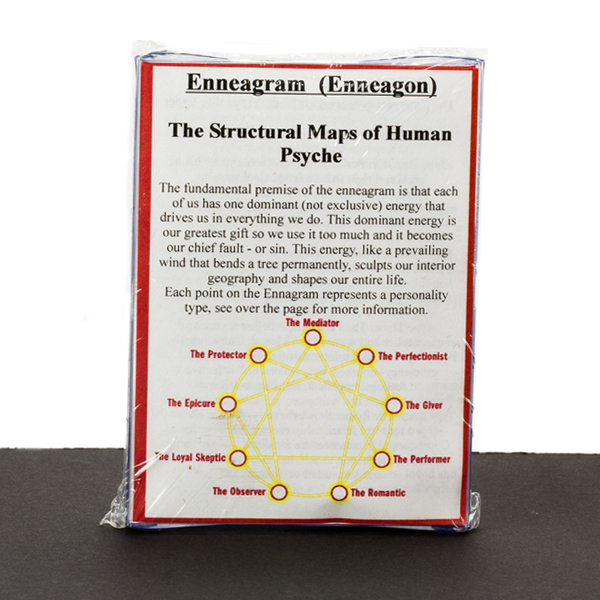 Enneagram (Enneagon)
The Structural Maps of Human
Psyche
The fundamental premise of the enneagram is that each
of us has one dominant (not exclusive) energy that
drives us in everything we do. This dominant energy is
our greatest gift so we use it too much and it becomes
our chief fault - or sin. This energy, like a prevailing
wind that bends a tree permanently, sculpts our interior
geography and shapes our entire life.
Each point on the Ennagram represents a personality
type, see over the page for more information.
The Mediator
The Protector
The Perfectionist
The Epicure
The Giver
The Loyal Skeptic
The Performer
The Observer
The Romantic